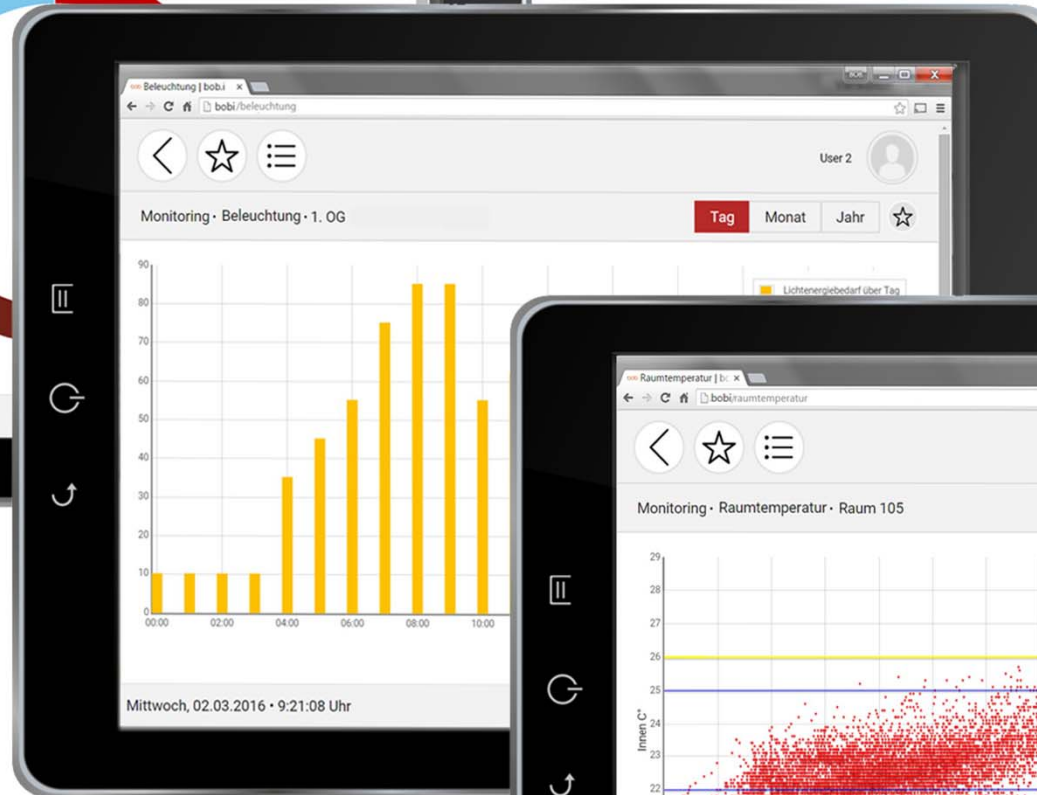 Beleuchtung | bob.i
bobi/beleuchtung
User 2
Monitoring · Beleuchtung · 1. OG
Tag Monat Jahr
90
80
70
60
50
40
30
20
10
0
00:00 02:00 04:00 06:00 08:00 10:00
Lichtenergiebedarf über Tag
Mittwoch, 02.03.2016 • 9:21:08 Uhr
Raumtemperatur | bc
bobi/raumtemperatur
Monitoring · Raumtemperatur · Raum 105
29
28
27
26
25
24
23
22
Innen C°